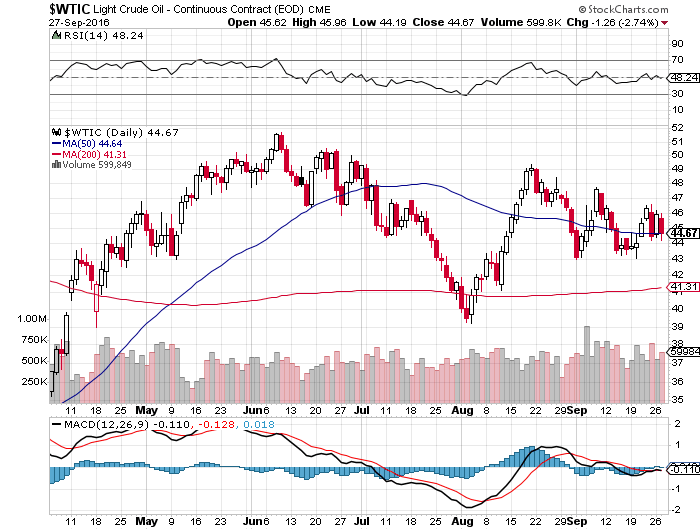 $WTIC Light Crude Oil - Continuous Contract (EOD) CME
© StockCharts.com
27-Sep-2016
Open 45.62 High 45.96 Low 44.19 Close 44.67 Volume 599.8K Chg -1.26 (-2.74%)
RSI(14) 48.24
90
70
50
48.24
30
10
$WTIC (Daily) 44.67
MA(50) 44.64
MA(200) 41.31
Volume 599,849
52
51
50
49
48
47
46
45
44.67
44
43
42
41.31
41
40
39
38
37
36
35
1.00M
750K
500K
250K
59984
11 18 25 May 9 16 23 Jun 6 13 20 27 Jul 11 18 25 Aug 8 15 22 29 Sep 12 19 26
MACD(12,26,9) -0.110, -0.128, 0.018
2
1
-0.110
-1
-2
11 18 25 May 9 16 23 Jun 6 13 20 27 Jul 11 18 25 Aug 8 15 22 29 Sep 12 19 26